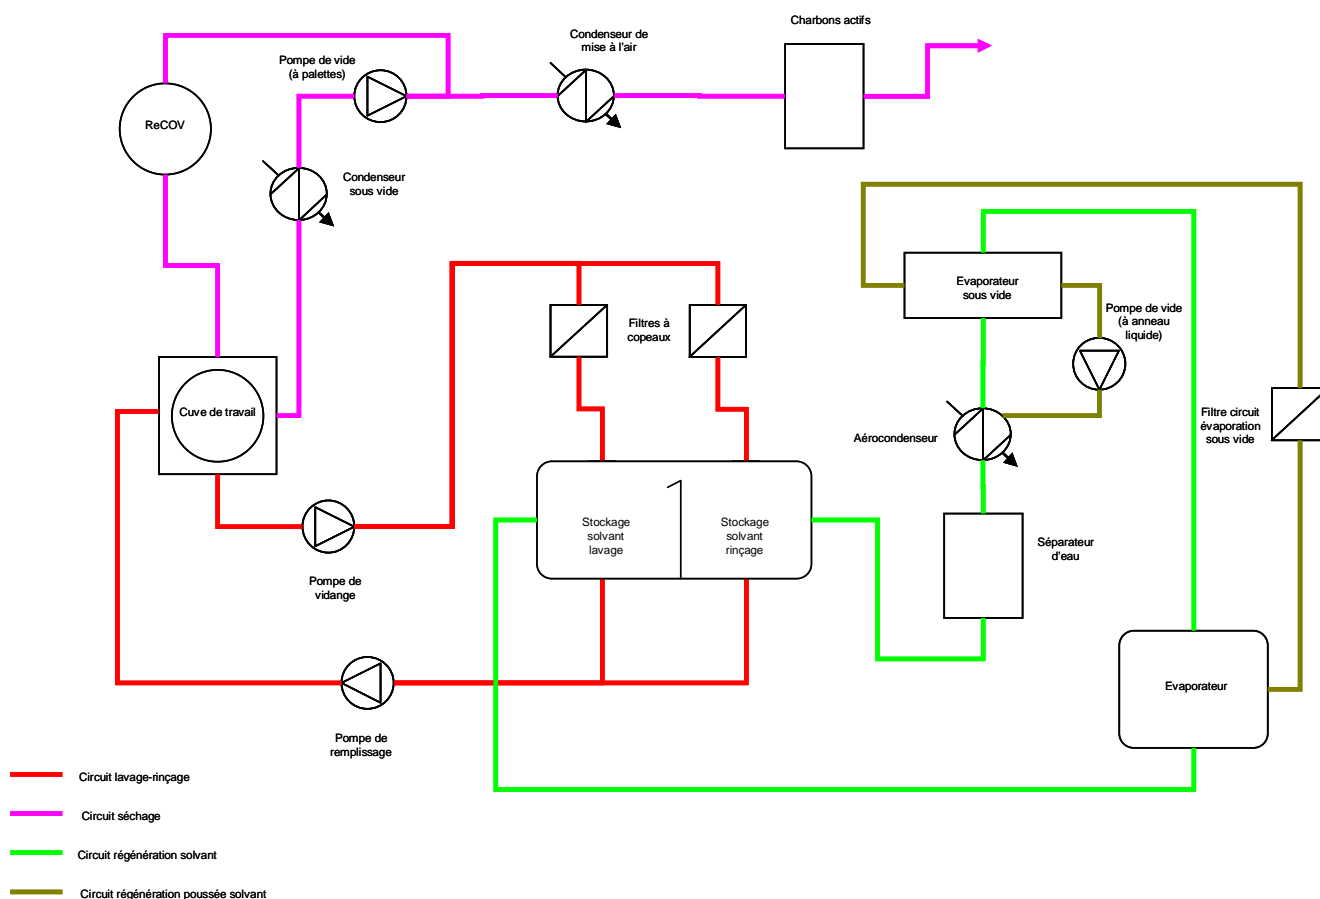 Charbons actifs
Condenseur de
mise à l'air
Pompe de vide
(à palettes)
ReCOV
Condenseur
sous vide
Evaporateur
sous vide
Pompe de vide
(à anneau
liquide)
Filtres à
copeaux
Cuve de travail
Filtre circuit
évaporation
sous vide
Aérocondenseur
Stockage
solvant
lavage
Stockage
solvant
rinçage
Séparateur
d'eau
Pompe de
vidange
Evaporateur
Pompe de
remplissage
Circuit lavage-rinçage
Circuit séchage
Circuit régénération solvant
Circuit régénération poussée solvant